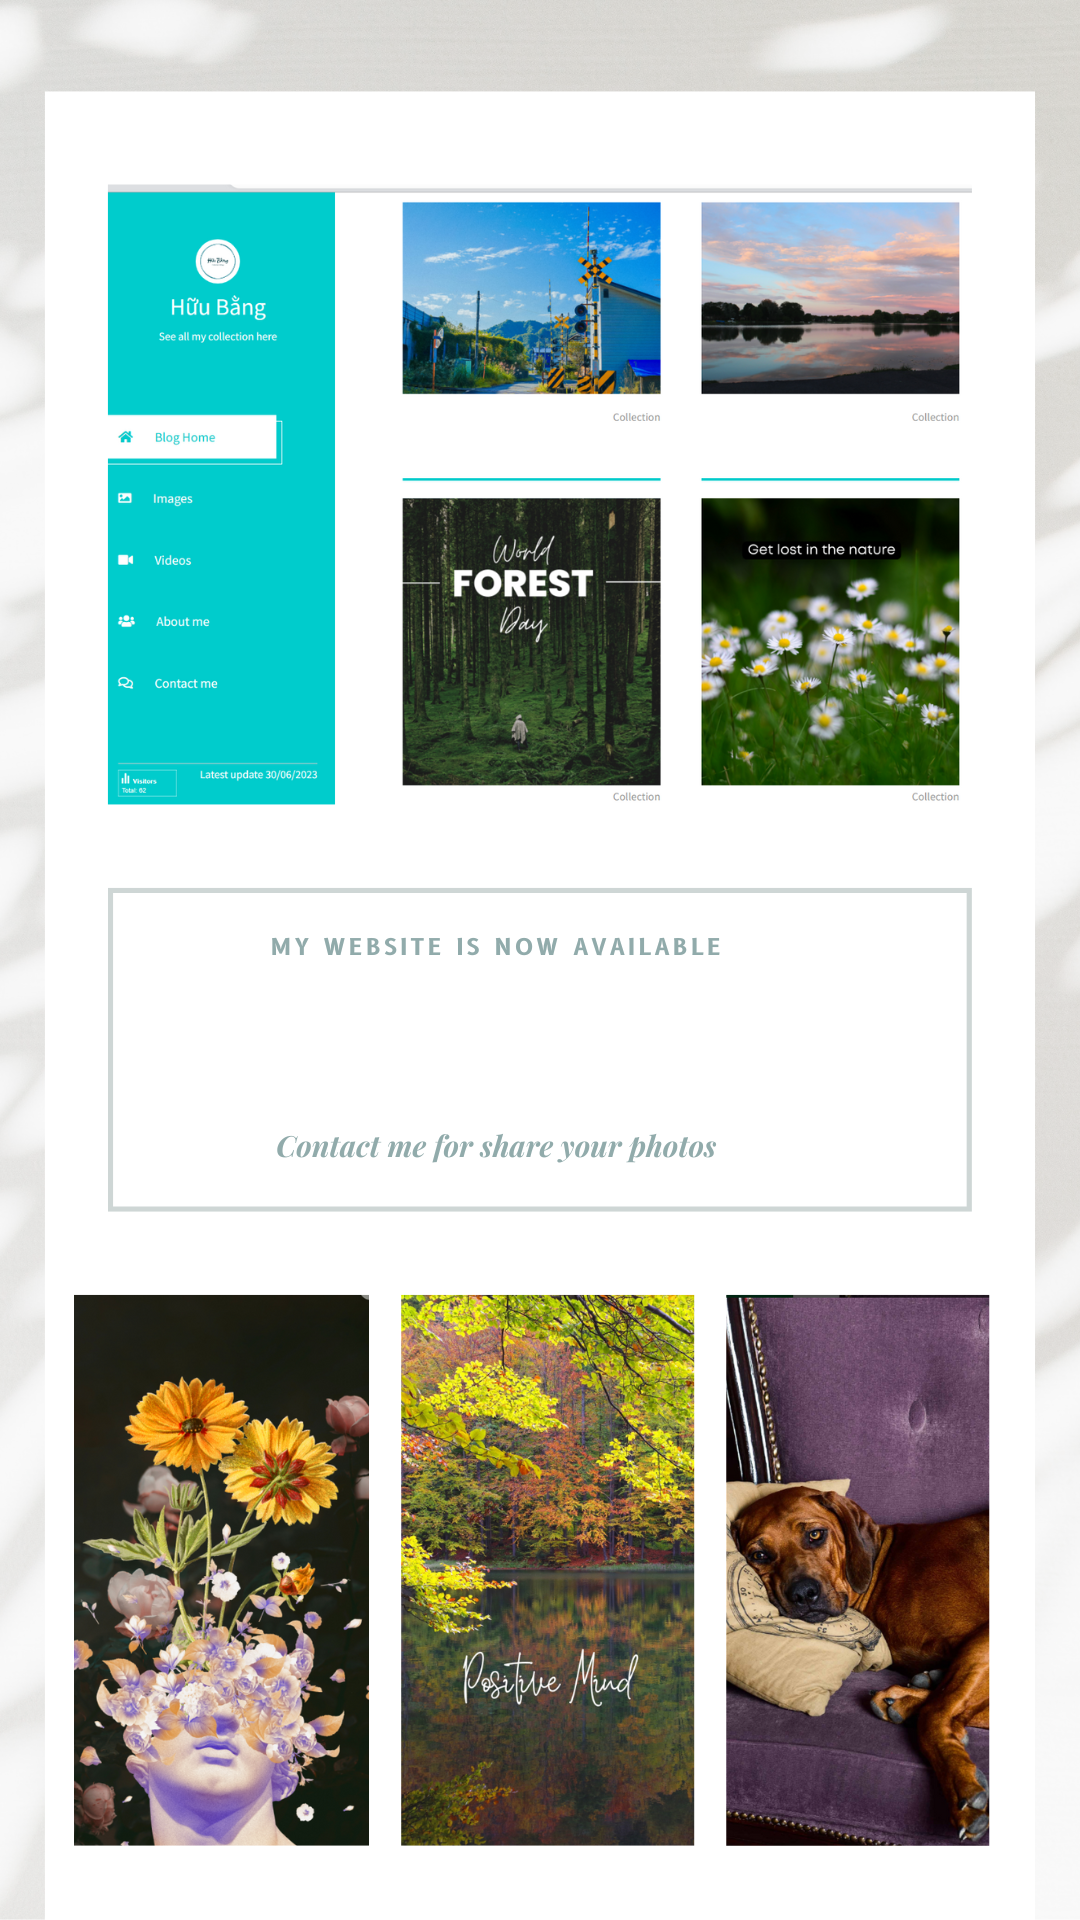 Hữu Bằng
Hữu Bằng
See all my collection here
Blog Home
Images
Videos
About me
Contact me
Visitors
Total: 82
Latest update 30/06/2023
Collection
Collection
World
FOREST
Day
Get lost in the nature
Collection
Collection
MY WEBSITE IS NOW AVAILABLE
Contact me for share your photos
Positive Mind